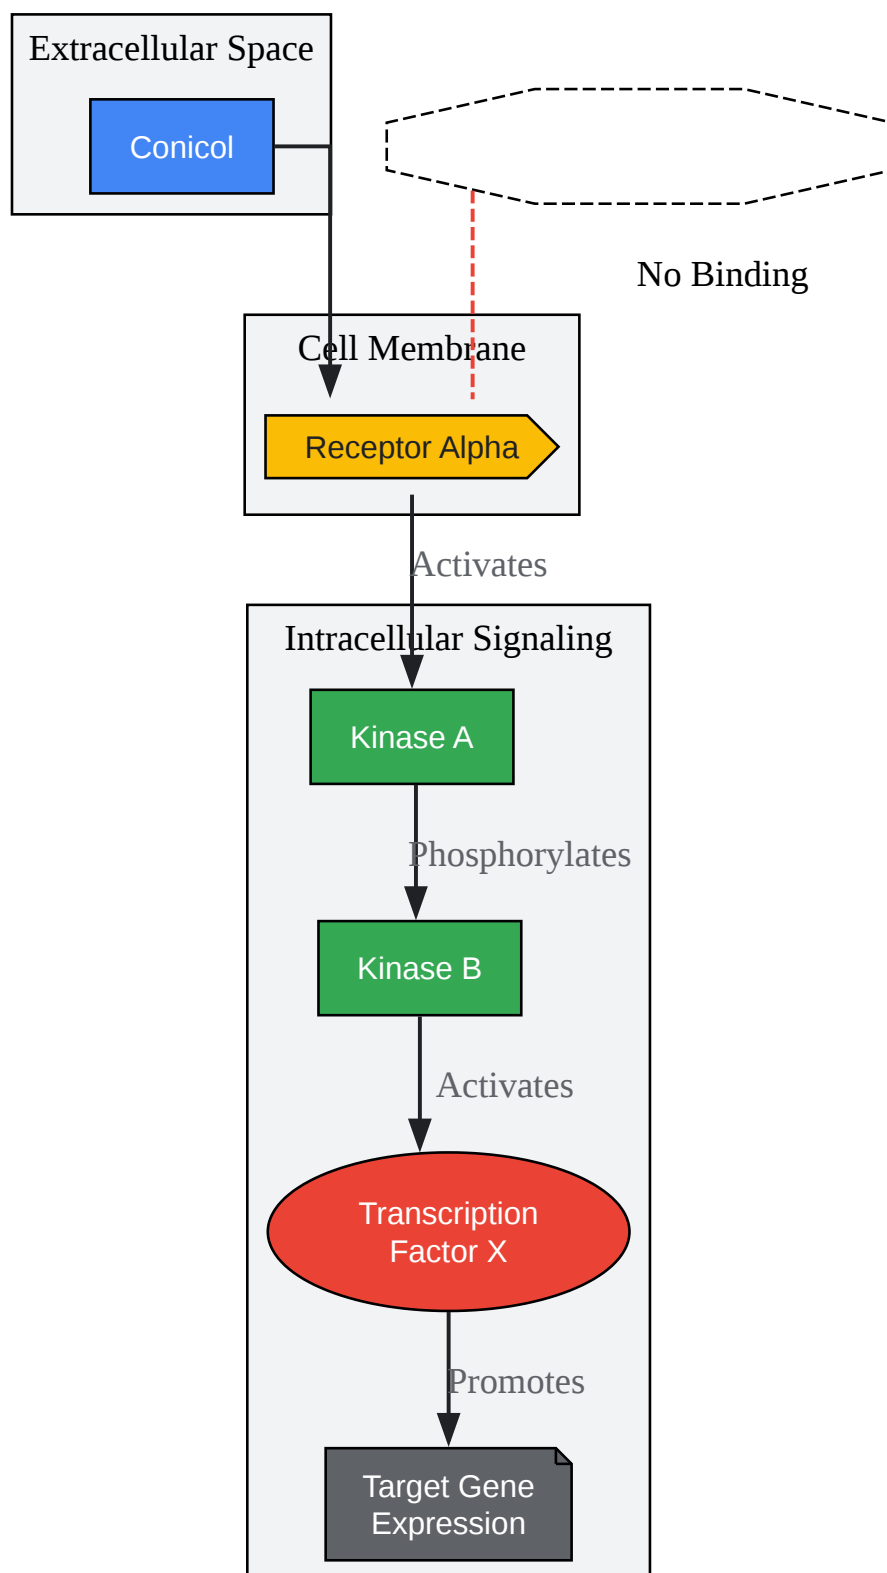 Extracellular Space
Conicol
No Binding
Cell Membrane
Receptor Alpha
Activates
Intracellular Signaling
Kinase A
Phosphorylates
Kinase B
Activates
Transcription
Factor X
Promotes
Target Gene
Expression